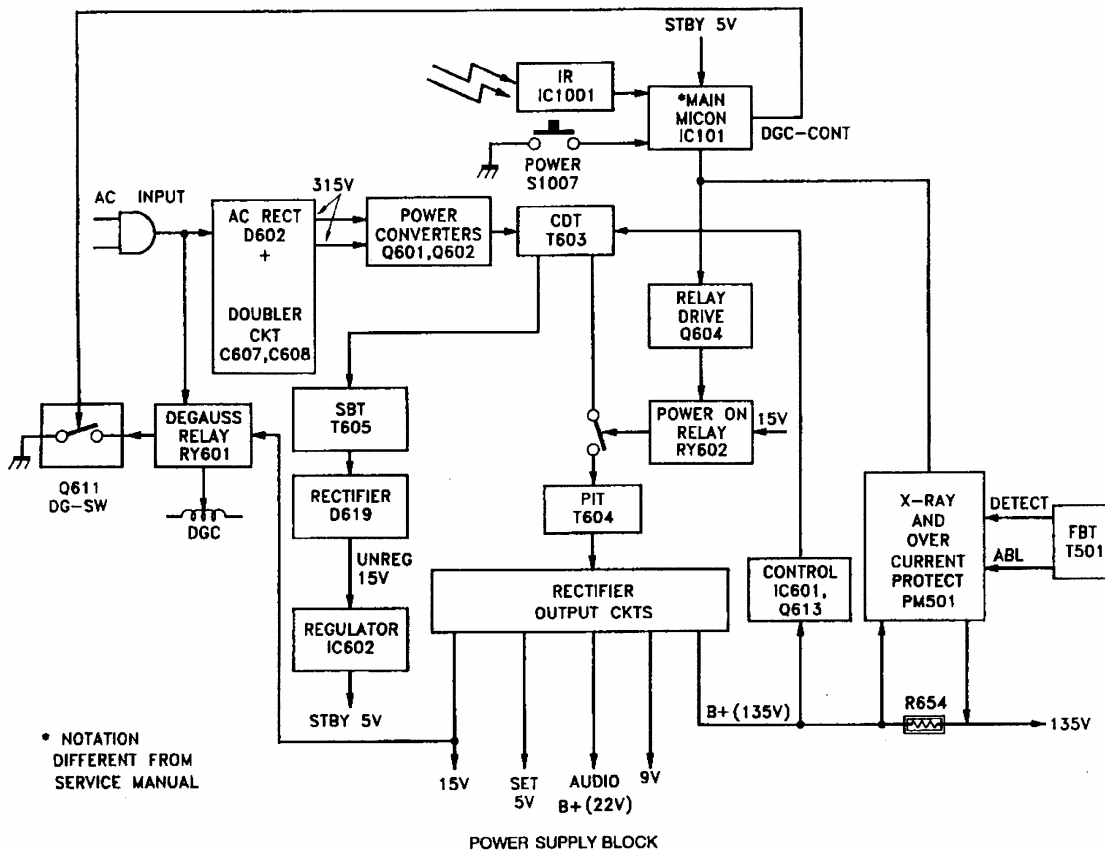 STBY 5V
IR
IC1001
*MAIN
MICON
IC101
DGC-CONT
POWER
S1007
AC INPUT
315V
AC RECT
D602
+
DOUBLER
CKT
C607,C608
POWER
CONVERTERS
Q601,Q602
CDT
T603
RELAY
DRIVE
Q604
SBT
T605
DEGAUSS
RELAY
RY601
POWER ON
RELAY
RY602
15V
Q611
DG-SW
DGC
RECTIFIER
D619
PIT
T604
X-RAY
AND
OVER
CURRENT
PROTECT
PM501
DETECT
ABL
FBT
T501
UNREG
15V
CONTROL
IC601,
Q613
RECTIFIER
OUTPUT CKTS
REGULATOR
IC602
STBY 5V
B+(135V)
R654
135V
* NOTATION
DIFFERENT FROM
SERVICE MANUAL
15V
SET
5V
AUDIO
B+(22V)
9V
POWER SUPPLY BLOCK